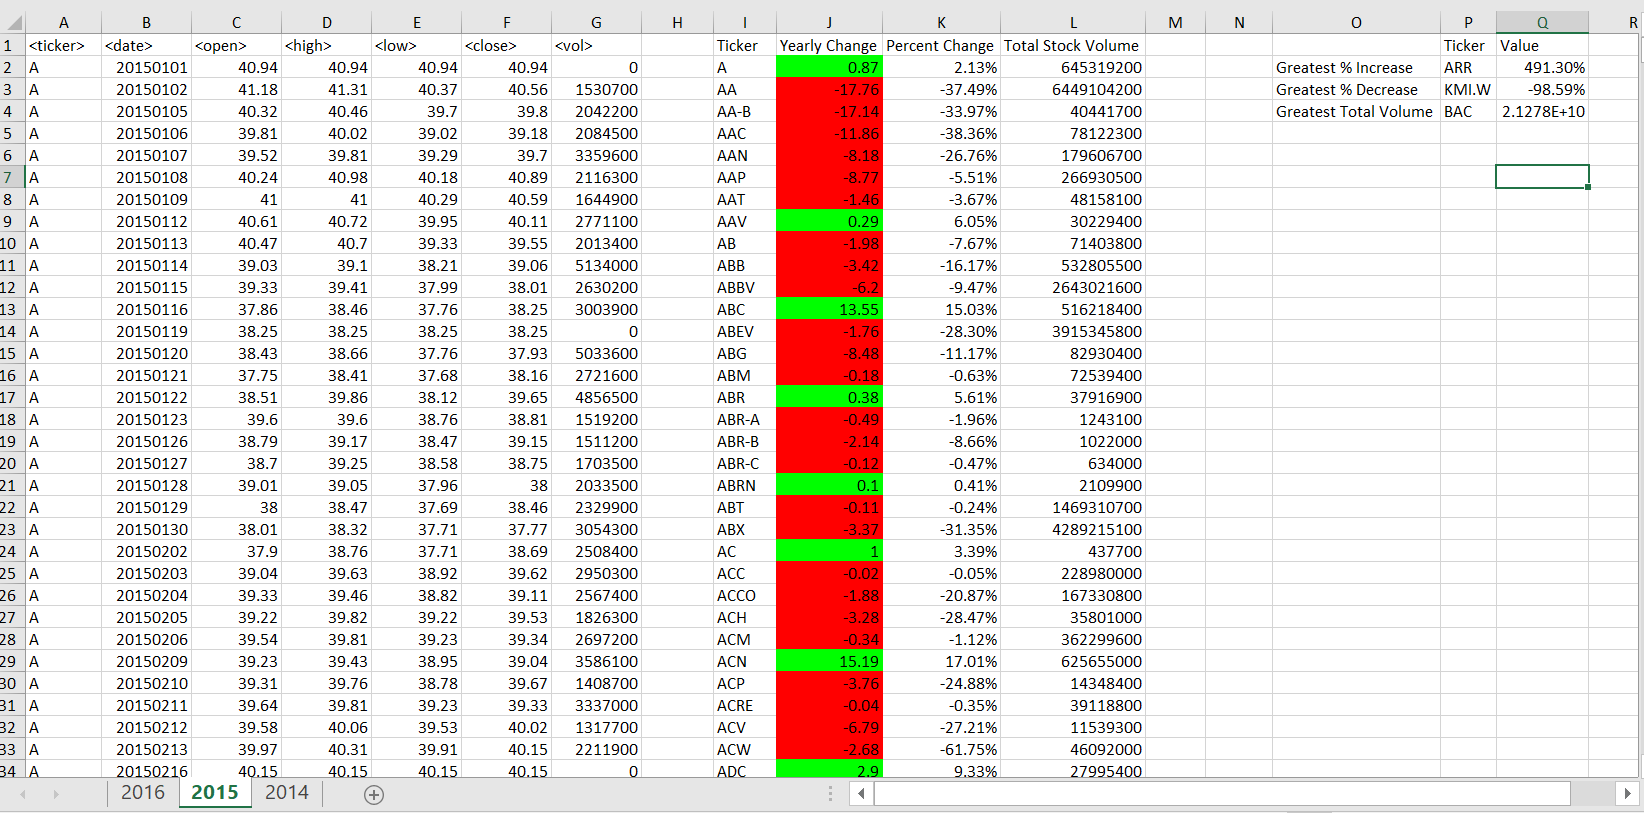 A B C D E F G H I J K L M N O P Q R
1 <ticker> <date> <open> <high> <low> <close> <vol> Ticker Yearly Change Percent Change Total Stock Volume Ticker Value
2 A 20150101 40.94 40.94 40.94 40.94 0 A 0.87 2.13% 645319200 Greatest % Increase ARR 491.30%
3 A 20150102 41.18 41.31 40.37 40.56 1530700 AA -17.76 -37.49% 6449104200 Greatest % Decrease KMI.W -98.59%
4 A 20150105 40.32 40.46 39.7 39.8 2042200 AA-B -17.14 -33.97% 40441700 Greatest Total Volume BAC 2.1278E+10
5 A 20150106 39.81 40.02 39.02 39.18 2084500 AAC -11.86 -38.36% 78122300
6 A 20150107 39.52 39.81 39.29 39.7 3359600 AAN -8.18 -26.76% 179606700
7 A 20150108 40.24 40.98 40.18 40.89 2116300 AAP -8.77 -5.51% 266930500
8 A 20150109 41 41 40.29 40.59 1644900 AAT -1.46 -3.67% 48158100
9 A 20150112 40.61 40.72 39.95 40.11 2771100 AAV 0.29 6.05% 30229400
10 A 20150113 40.47 40.7 39.33 39.55 2013400 AB -1.98 -7.67% 71403800
11 A 20150114 39.03 39.1 38.21 39.06 5134000 ABB -3.42 -16.17% 532805500
12 A 20150115 39.33 39.41 37.99 38.01 2630200 ABBV -6.2 -9.47% 2643021600
13 A 20150116 37.86 38.46 37.76 38.25 3003900 ABC 13.55 15.03% 516218400
14 A 20150119 38.25 38.25 38.25 38.25 0 ABEV -1.76 -28.30% 3915345800
15 A 20150120 38.43 38.66 37.76 37.93 5033600 ABG -8.48 -11.17% 82930400
16 A 20150121 37.75 38.41 37.68 38.16 2721600 ABM -0.18 -0.63% 72539400
17 A 20150122 38.51 39.86 38.12 39.65 4856500 ABR 0.38 5.61% 37916900
18 A 20150123 39.6 39.6 38.76 38.81 1519200 ABR-A -0.49 -1.96% 1243100
19 A 20150126 38.79 39.17 38.47 39.15 1511200 ABR-B -2.14 -8.66% 1022000
20 A 20150127 38.7 39.25 38.58 38.75 1703500 ABR-C -0.12 -0.47% 634000
21 A 20150128 39.01 39.05 37.96 38 2033500 ABRN 0.1 0.41% 2109900
22 A 20150129 38 38.47 37.69 38.46 2329900 ABT -0.11 -0.24% 1469310700
23 A 20150130 38.01 38.32 37.71 37.77 3054300 ABX -3.37 -31.35% 4289215100
24 A 20150202 37.9 38.76 37.71 38.69 2508400 AC 1 3.39% 437700
25 A 20150203 39.04 39.63 38.92 39.62 2950300 ACC -0.02 -0.05% 228980000
26 A 20150204 39.33 39.46 38.82 39.11 2567400 ACCO -1.88 -20.87% 167330800
27 A 20150205 39.22 39.82 39.22 39.53 1826300 ACH -3.28 -28.47% 35801000
28 A 20150206 39.54 39.81 39.23 39.34 2697200 ACM -0.34 -1.12% 362299600
29 A 20150209 39.23 39.43 38.95 39.04 3586100 ACN 15.19 17.01% 625655000
30 A 20150210 39.31 39.76 38.78 39.67 1408700 ACP -3.76 -24.88% 14348400
31 A 20150211 39.64 39.81 39.23 39.33 3337000 ACRE -0.04 -0.35% 39118800
32 A 20150212 39.58 40.06 39.53 40.02 1317700 ACV -6.79 -27.21% 11539300
33 A 20150213 39.97 40.31 39.91 40.15 2211900 ACW -2.68 -61.75% 46092000
34 A 20150216 40.15 40.15 40.15 40.15 0 ADC 2.9 9.33% 27995400
2016 2015 2014